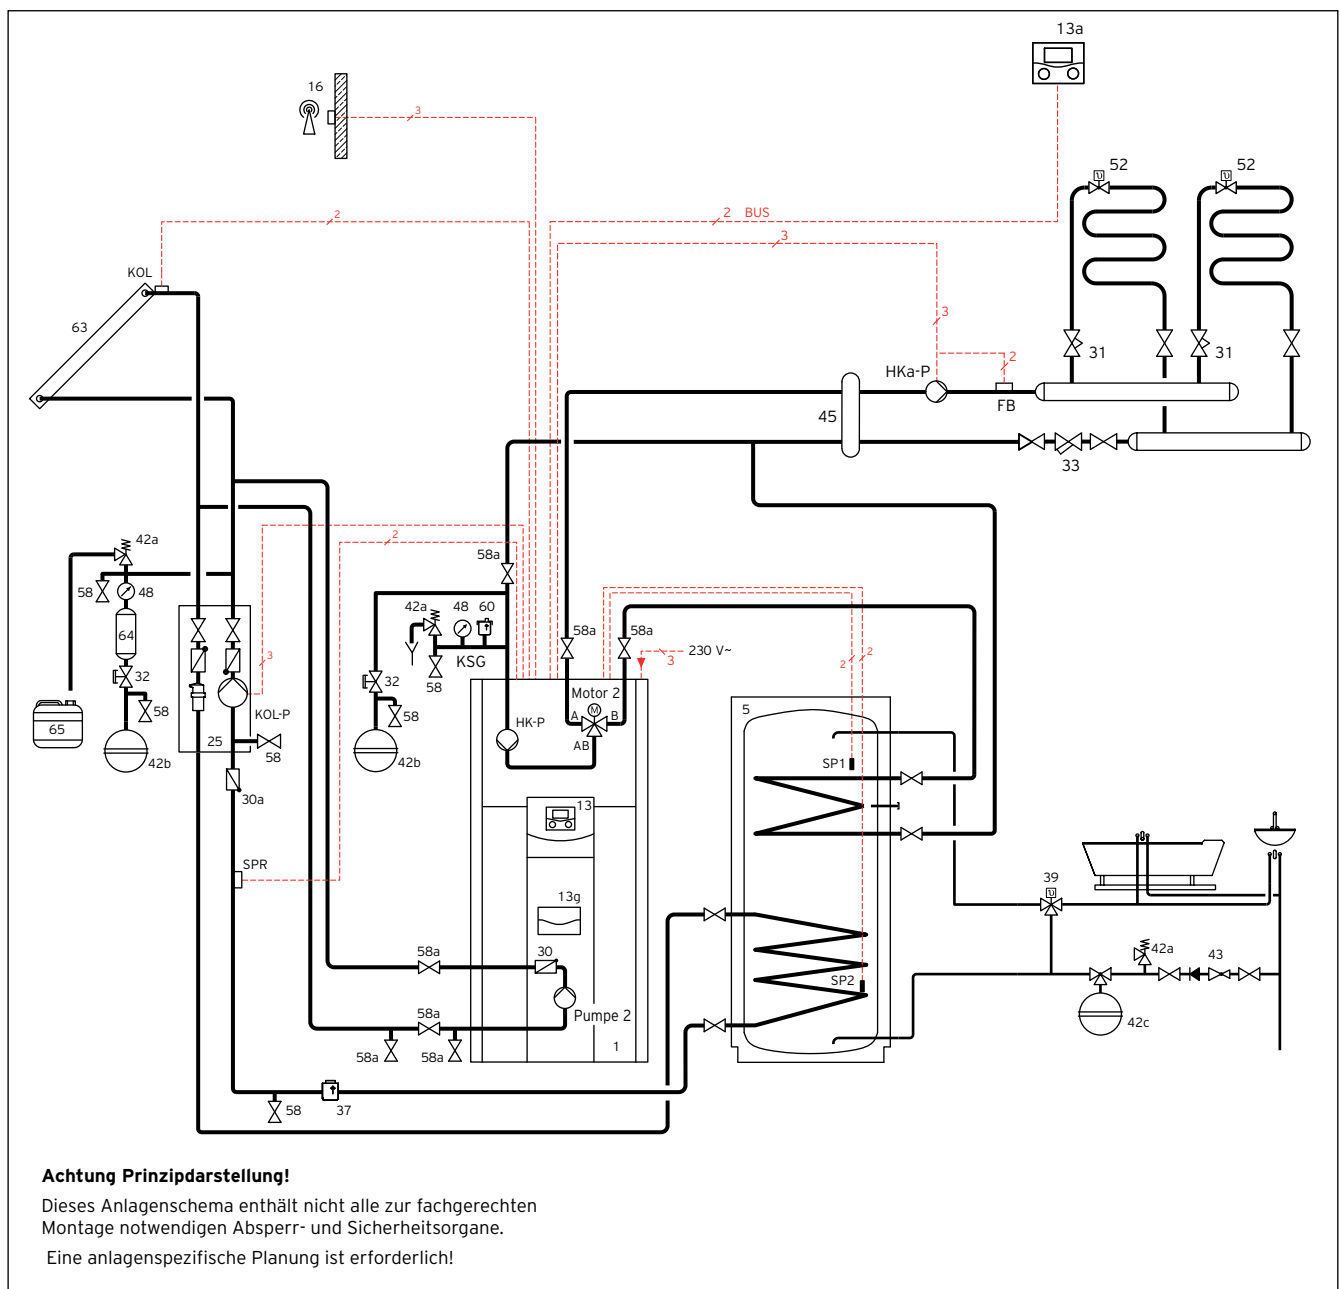 13a
16
3
52
52
2
2 BUS
3
KOL
63
3
31
31
2
HKa-P
FB
45
33
42a
2
58a
58
48
64
42a
48
60
58a
58a
3
KSG
230 V~
3
2
2
32
58
32
58
Motor 2
A
M
B
AB
HK-P
5
65
58
KOL-P
25
58
42b
42b
SP1
30a
13
SPR
13g
39
58a
30
42a
43
SP2
58a
Pumpe 2
42c
58a
58a
1
58
37
Achtung Prinzipdarstellung!
Dieses Anlagenschema enthält nicht alle zur fachgerechten
Montage notwendigen Absperr- und Sicherheitsorgane.
Eine anlagenspezifische Planung ist erforderlich!